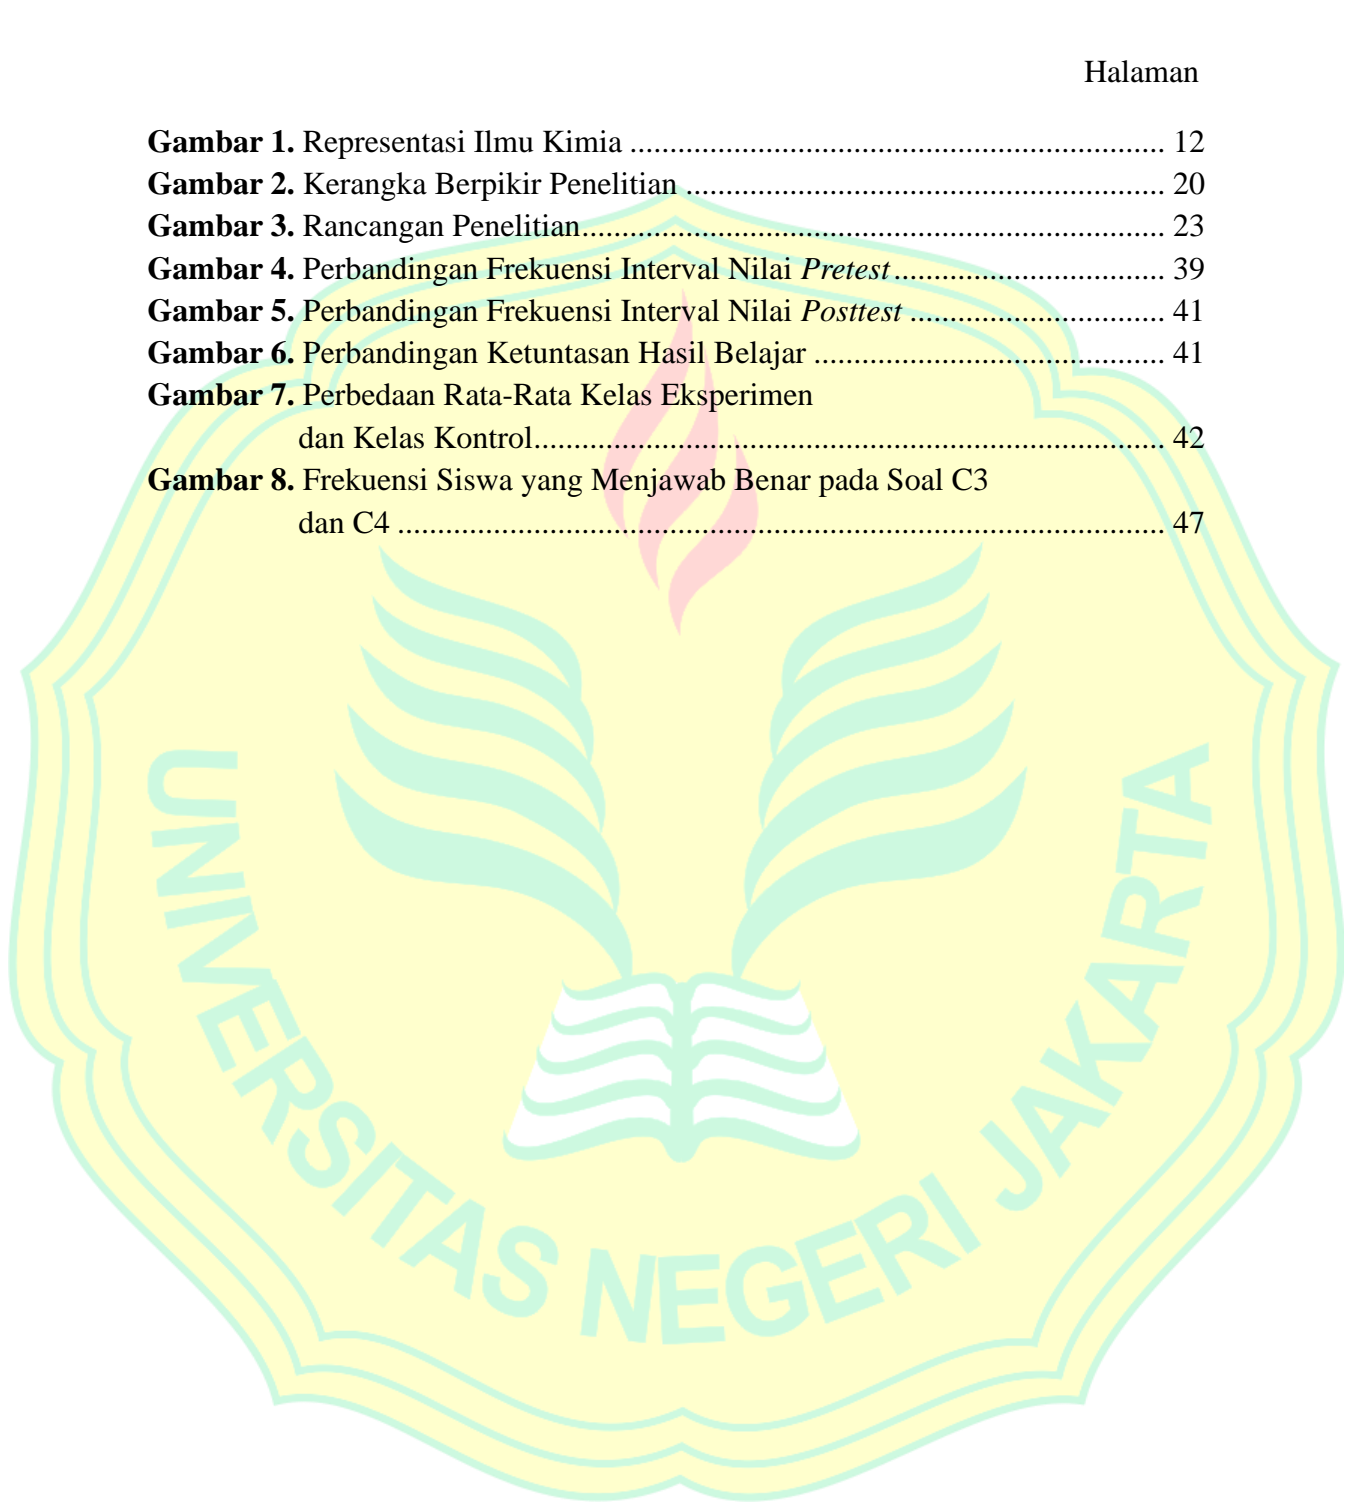 Halaman
Gambar 1. Representasi Ilmu Kimia ................................................................... 12
Gambar 2. Kerangka Berpikir Penelitian ............................................................ 20
Gambar 3. Rancangan Penelitian......................................................................... 23
Gambar 4. Perbandingan Frekuensi Interval Nilai Pretest .................................. 39
Gambar 5. Perbandingan Frekuensi Interval Nilai Posttest ................................ 41
Gambar 6. Perbandingan Ketuntasan Hasil Belajar ............................................ 41
Gambar 7. Perbedaan Rata-Rata Kelas Eksperimen
dan Kelas Kontrol............................................................................... 42
Gambar 8. Frekuensi Siswa yang Menjawab Benar pada Soal C3
dan C4 ................................................................................................ 47
UNIVERSITAS NEGERI JAKARTA